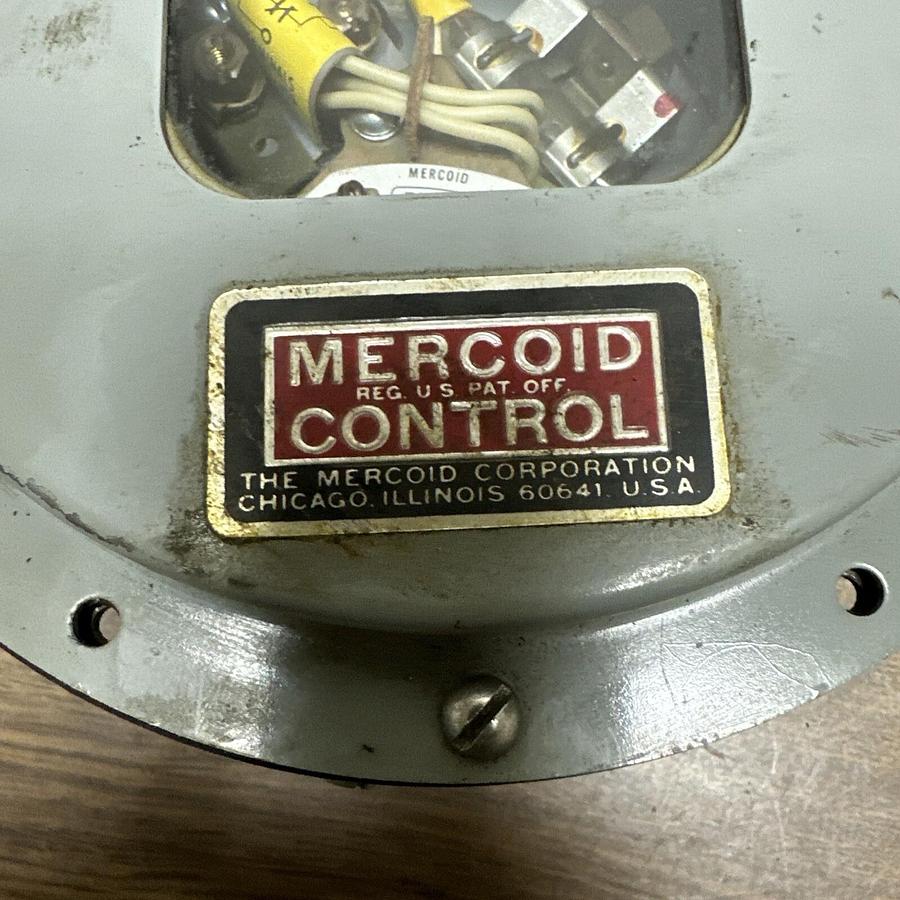 MERCOID
MERCOID
REG. U.S. PAT. OFF.
CONTROL
THE MERCOID CORPORATION
CHICAGO, ILLINOIS 60641. U.S.A.